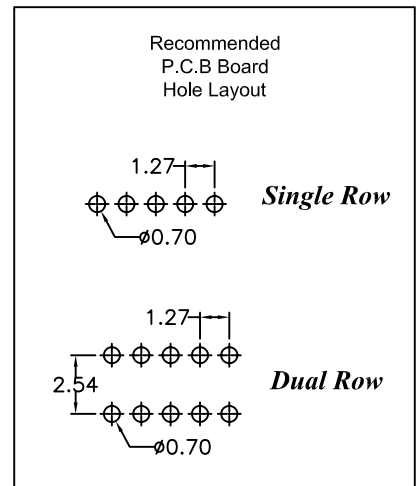 Recommended
P.C.B Board
Hole Layout
1.27
Single Row
ø0.70
1.27
2.54
Dual Row
ø0.70